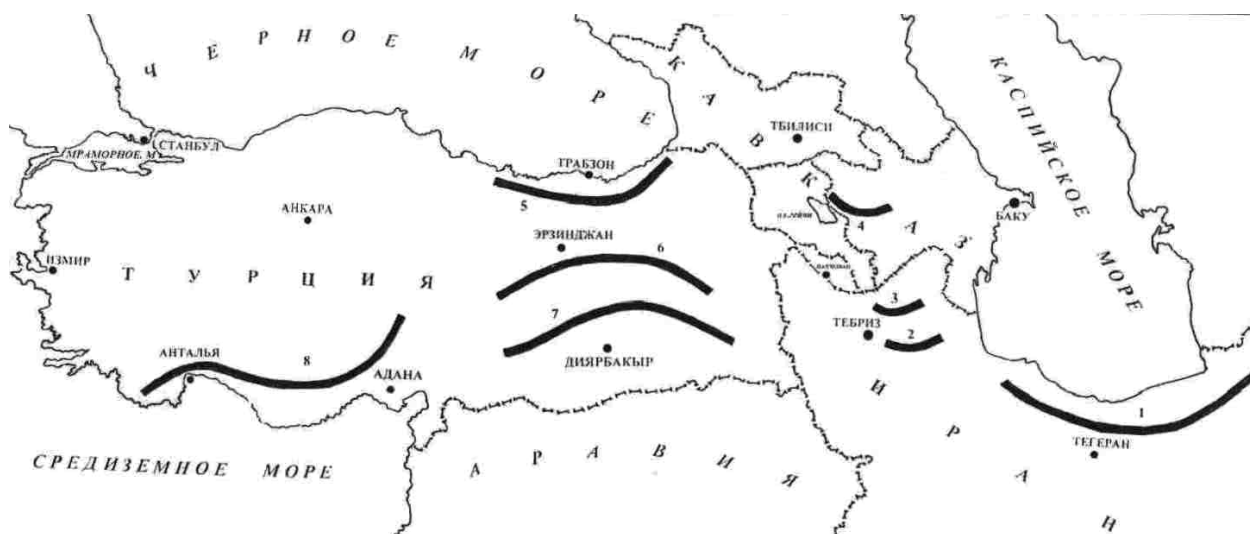 ЧЕРНОЕ МОРЕ
КАВКАЗ
КАСПИЙСКОЕ МОРЕ
ТБИЛИСИ
СТАНБУЛ
МРАМОРНОЕ М
ГРАБЗОН
5
АНКАРА
4
БАКУ
ЭРЗИНДЖАН
6
ИЗМИР
ТУРЦИЯ
3
ТЕБРИЗ
2
7
АНТАЛЬЯ
8
ДИЯРБАКЫР
АДАНА
ИРАН
1
ТЕГЕРАН
СРЕДИЗЕМНОЕ МОРЕ
АРАВИЯ